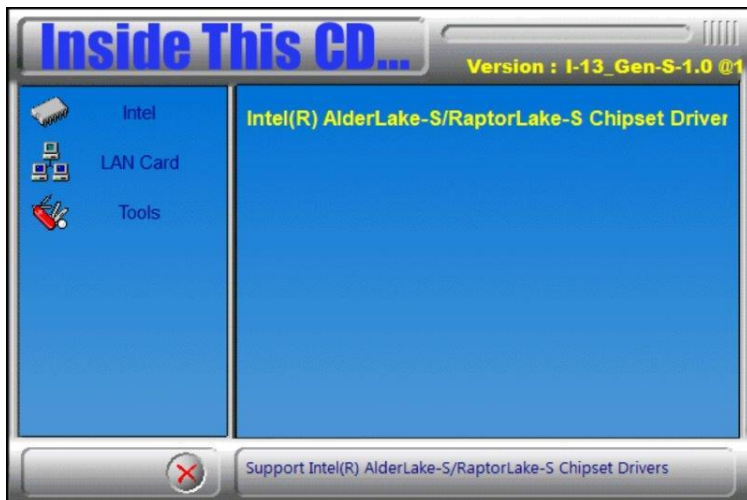 Inside This CD...
Version : I-13_Gen-S-1.0 @1
Intel
LAN Card
Tools
Intel(R) AlderLake-S/RaptorLake-S Chipset Driver
Support Intel(R) AlderLake-S/RaptorLake-S Chipset Drivers